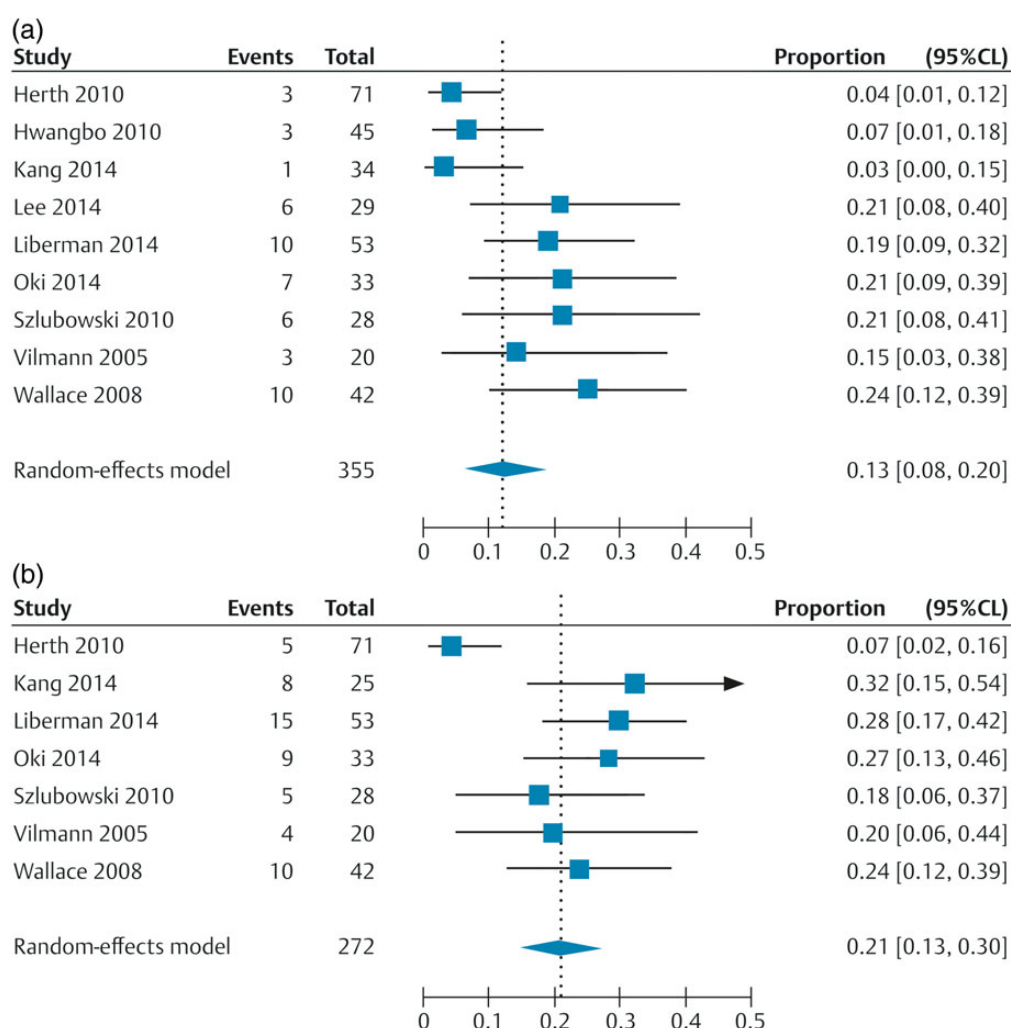 (a)
Study Events Total Proportion (95%CL)
Herth 2010 3 71 0.04 [0.01, 0.12]
Hwangbo 2010 3 45 0.07 [0.01, 0.18]
Kang 2014 1 34 0.03 [0.00, 0.15]
Lee 2014 6 29 0.21 [0.08, 0.40]
Liberman 2014 10 53 0.19 [0.09, 0.32]
Oki 2014 7 33 0.21 [0.09, 0.39]
Szlubowski 2010 6 28 0.21 [0.08, 0.41]
Vilmann 2005 3 20 0.15 [0.03, 0.38]
Wallace 2008 10 42 0.24 [0.12, 0.39]
Random-effects model 355 0.13 [0.08, 0.20]
0 0.1 0.2 0.3 0.4 0.5
(b)
Study Events Total Proportion (95%CL)
Herth 2010 5 71 0.07 [0.02, 0.16]
Kang 2014 8 25 0.32 [0.15, 0.54]
Liberman 2014 15 53 0.28 [0.17, 0.42]
Oki 2014 9 33 0.27 [0.13, 0.46]
Szlubowski 2010 5 28 0.18 [0.06, 0.37]
Vilmann 2005 4 20 0.20 [0.06, 0.44]
Wallace 2008 10 42 0.24 [0.12, 0.39]
Random-effects model 272 0.21 [0.13, 0.30]
0 0.1 0.2 0.3 0.4 0.5